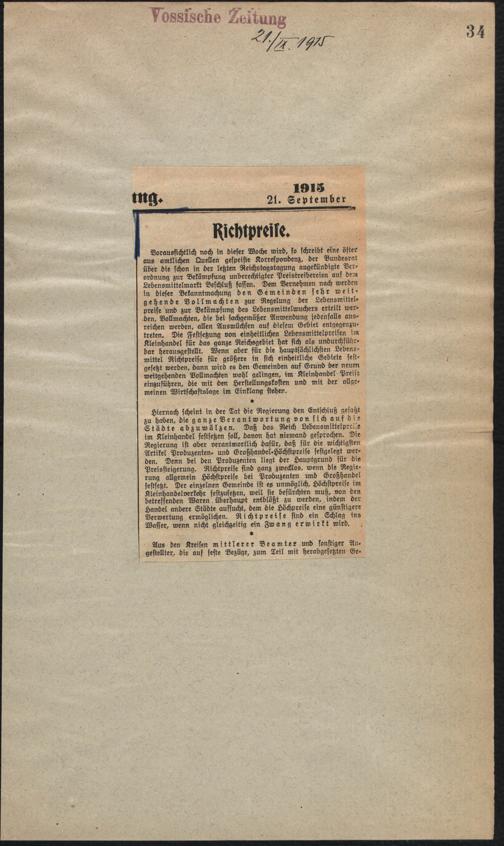 Vossische Zeitung
34
21./IX. 1915
ung.
1915
21. September
Richtpreise.
Voraussichtlich noch in dieser Woche wird, so schreibt eine öfter
aus amtlichen Quellen gespeiste Korrespondenz, der Bundesrat
über die schon in der letzten Reichstagstagung angekündigte Ver-
ordnung zur Bekämpfung unberechtigter Preistreibereien auf dem
Lebensmittelmarkt Beschluß fassen. Dem Vernehmen nach werden
in dieser Bekanntmachung den Gemeinden sehr weit-
gehende Vollmachten zur Regelung der Lebensmittel-
preise und zur Bekämpfung des Lebensmittelwuchers erteilt wer-
den, Vollmachten, die bei sachgemäßer Anwendung jedenfalls aus-
reichen werden, allen Auswüchsen auf diesem Gebiet entgegenzu-
treten. Die Festsetzung von einheitlichen Lebensmittelpreisen im
Kleinhandel für das ganze Reichsgebiet hat sich als undurchführ-
bar herausgestellt. Wenn aber für die hauptsächlichsten Lebens-
mittel Richtpreise für größere in sich einheitliche Gebiete fest-
gesetzt werden, dann wird es den Gemeinden auf Grund der neuen
weitgehenden Vollmachten wohl gelingen, im Kleinhandel Preise
einzuführen, die mit den Herstellungskosten und mit der allge-
meinen Wirtschaftslage im Einklang stehen.
*
Hiernach scheint in der Tat die Regierung den Entschluß gefaßt
zu haben, die ganze Verantwortung von sich auf die
Städte abzuwälzen. Daß das Reich Lebensmittelpreise
im Kleinhandel festsetzen soll, davon hat niemand gesprochen. Die
Regierung ist aber verantwortlich dafür, daß für die wichtigsten
Artikel Produzenten- und Großhandel-Höchstpreise festgelegt wer-
den. Denn bei den Produzenten liegt der Hauptgrund für die
Preissteigerung. Richtpreise sind ganz zwecklos, wenn die Regie-
rung allgemein Höchstpreise bei Produzenten und Großhandel
festsetzt. Der einzelnen Gemeinde ist es unmöglich, Höchstpreise im
Kleinhandelverkehr festzusetzen, weil sie befürchten muß, von den
betreffenden Waren überhaupt entblößt zu werden, indem der
Handel andere Städte aufsucht, dem die Höchpreise eine günstigere
Verwertung ermöglichen. Richtpreise sind ein Schlag ins
Wasser, wenn nicht gleichzeitig ein Zwang erwirkt wird.
*
Aus den Kreisen mittlerer Beamter und sonstiger An-
gestellter, die auf feste Bezüge, zum Teil mit herabgesetzten Ge-